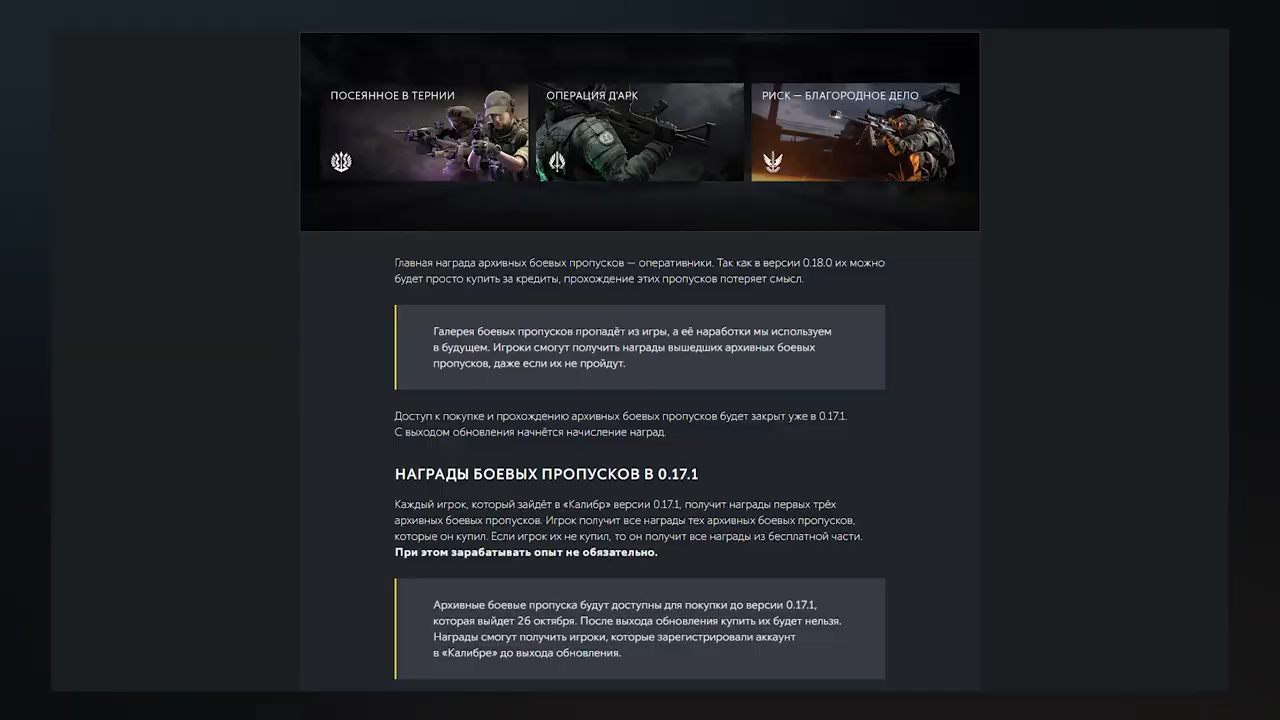 ПОСЕЯННОЕ В ТЕРНИИ
ОПЕРАЦИЯ Д'АРК
РИСК — БЛАГОРОДНОЕ ДЕЛО
Главная награда архивных боевых пропусков — оперативники. Так как в версии 0.18.0 их можно
будет просто купить за кредиты, прохождение этих пропусков потеряет смысл.
Галерея боевых пропусков пропадёт из игры, а её наработки мы используем
в будущем. Игроки смогут получить награды вышедших архивных боевых
пропусков, даже если их не пройдут.
Доступ к покупке и прохождению архивных боевых пропусков будет закрыт уже в 0.17.1.
С выходом обновления начнётся начисление наград.
НАГРАДЫ БОЕВЫХ ПРОПУСКОВ В 0.17.1
Каждый игрок, который зайдёт в «Калибр» версии 0.17.1, получит награды первых трёх
архивных боевых пропусков. Игрок получит все награды тех архивных боевых пропусков,
которые он купил. Если игрок их не купил, то он получит все награды из бесплатной части.
При этом зарабатывать опыт не обязательно.
Архивные боевые пропуска будут доступны для покупки до версии 0.17.1,
которая выйдет 26 октября. После выхода обновления купить их будет нельзя.
Награды смогут получить игроки, которые зарегистрировали аккаунт
в «Калибре» до выхода обновления.